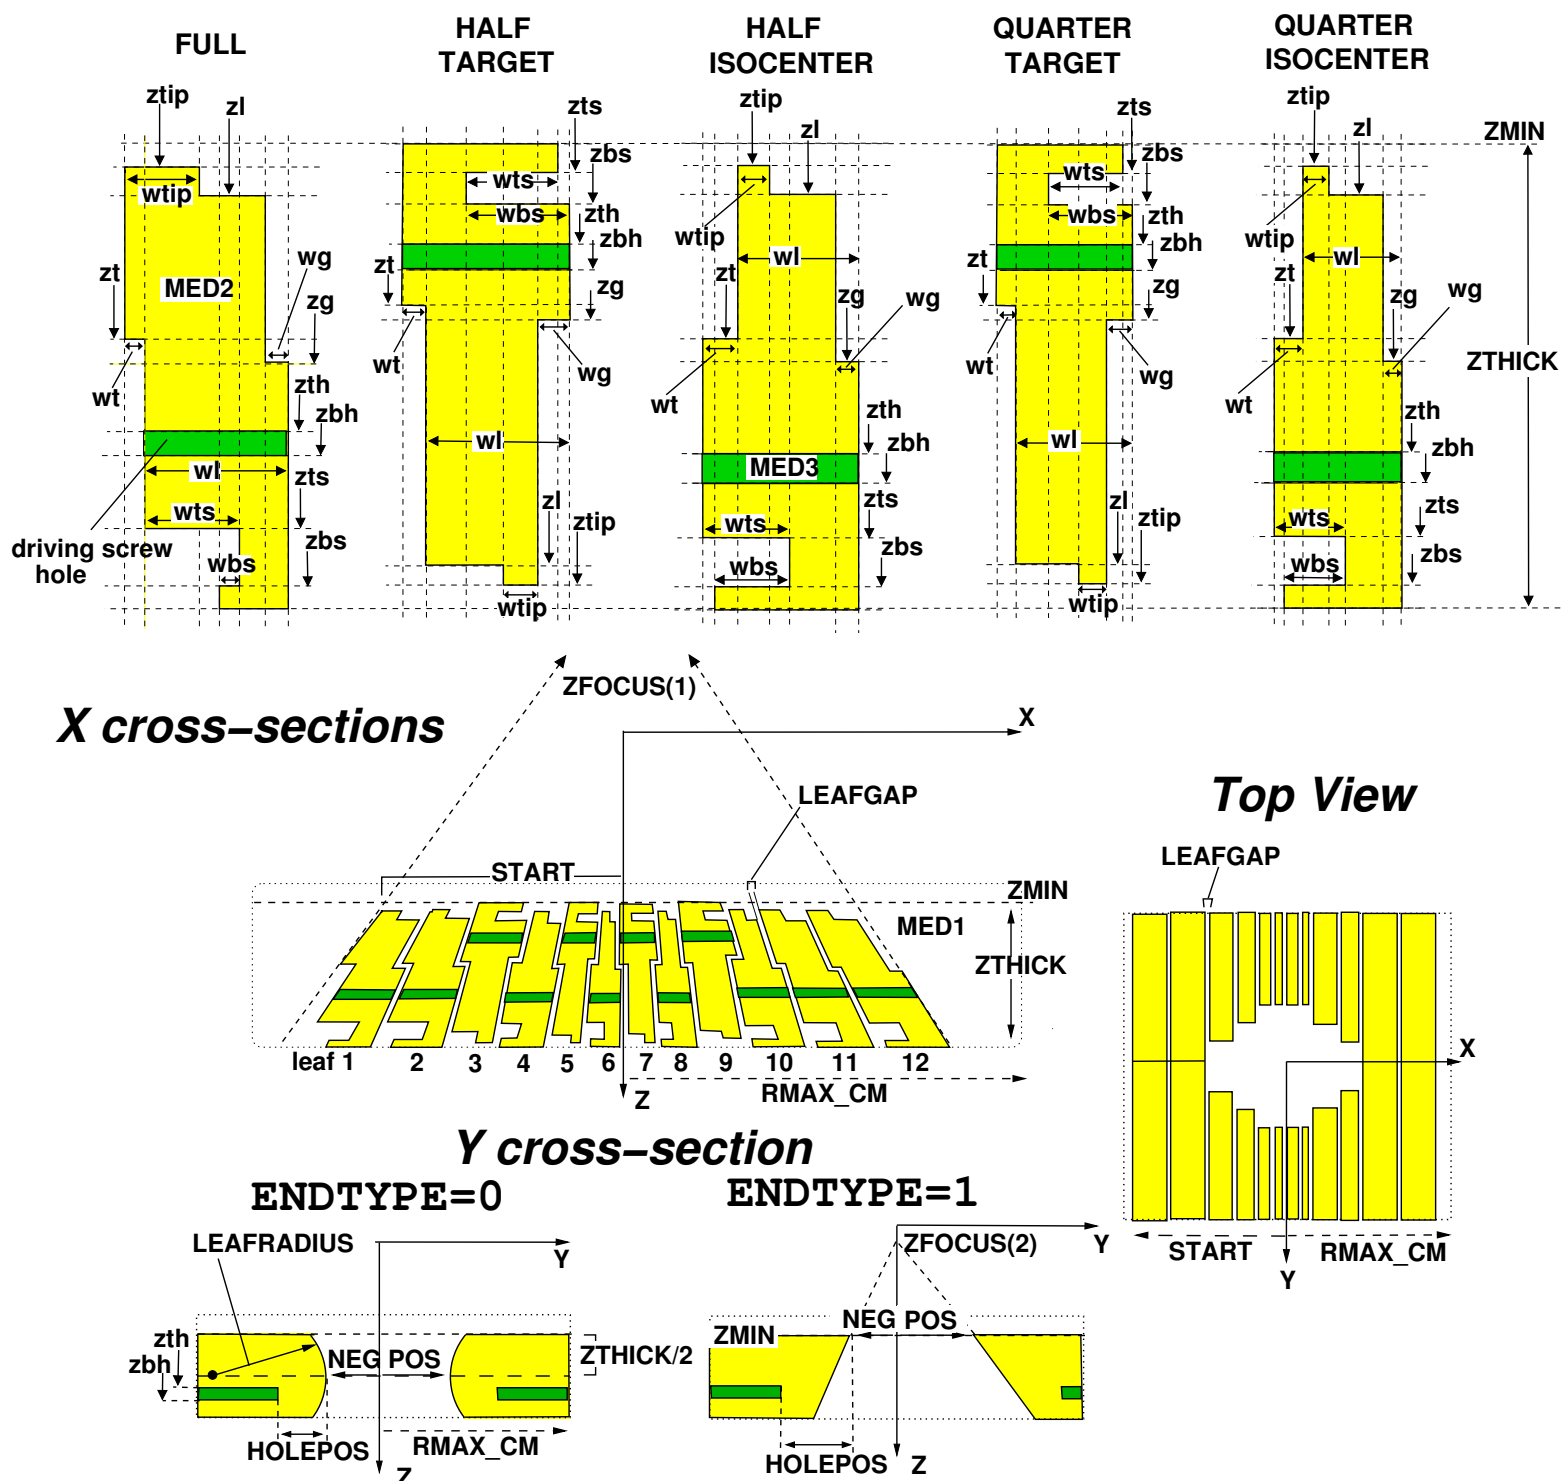 FULL
HALF
TARGET
HALF
ISOCENTER
QUARTER
TARGET
QUARTER
ISOCENTER
ztip
zl
wtip
zt
MED2
wg
zg
wt
zth
zbh
wl
zts
wts
driving screw
hole
wbs
zbs
zts
zbs
wts
wbs
zth
zbh
zt
zg
wt
wg
wl
zl
ztip
wtip
ztip
zl
wtip
wl
zt
zg
wg
wt
zth
zbh
MED3
zts
wts
zbs
wbs
zts
zbs
wts
wbs
zth
zbh
zt
zg
wt
wg
wl
zl
ztip
wtip
ztip
zl
wtip
wl
zt
zg
wg
wt
zth
zbh
zts
wts
zbs
wbs
ZMIN
ZTHICK
X cross–sections
ZFOCUS(1)
X
LEAFGAP
START
ZMIN
MED1
ZTHICK
leaf 1 2 3 4 5 6 7 8 9 10 11 12
Z
RMAX_CM
Top View
LEAFGAP
X
START
RMAX_CM
Y
Y cross–section
ENDTYPE=0
LEAFRADIUS
Y
zth
zbh
NEG POS
ZTHICK/2
HOLEPOS
RMAX_CM
Z
ENDTYPE=1
ZFOCUS(2)
Y
NEG POS
ZMIN
HOLEPOS
Z